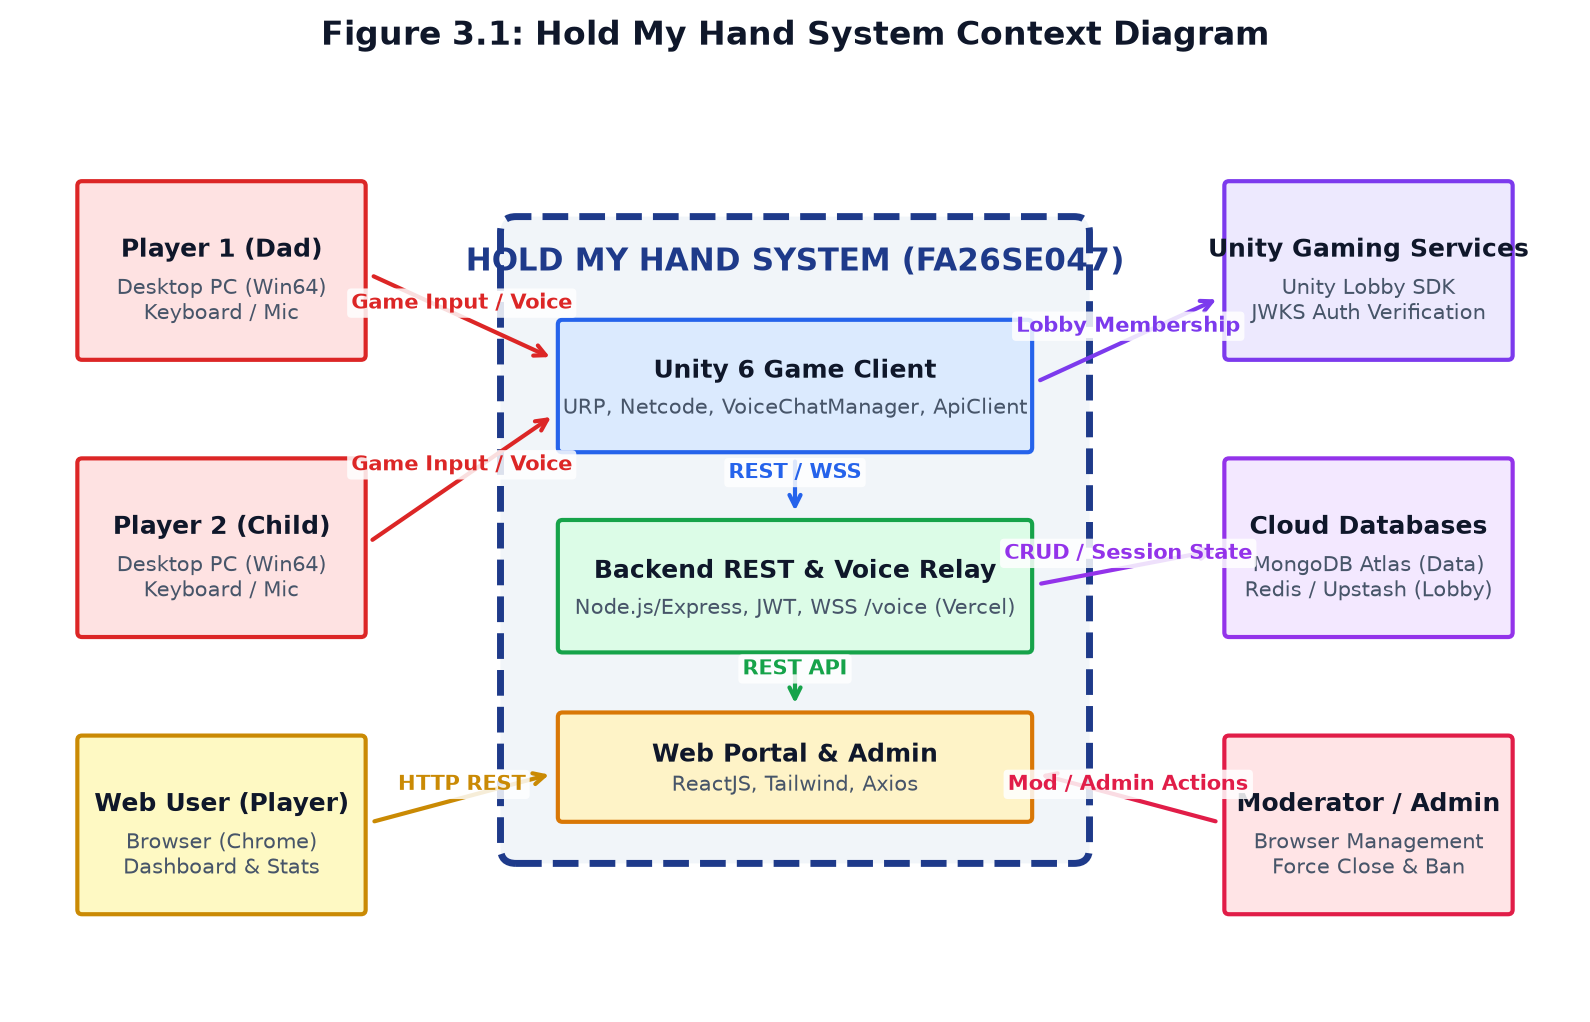 Figure 3.1: Hold My Hand System Context Diagram
Player 1 (Dad)
Desktop PC (Win64)
Keyboard / Mic
Game Input / Voice
Player 2 (Child)
Desktop PC (Win64)
Keyboard / Mic
Game Input / Voice
Web User (Player)
Browser (Chrome)
Dashboard & Stats
HTTP REST
HOLD MY HAND SYSTEM (FA26SE047)
Unity 6 Game Client
URP, Netcode, VoiceChatManager, ApiClient
REST / WSS
Backend REST & Voice Relay
Node.js/Express, JWT, WSS /voice (Vercel)
REST API
Web Portal & Admin
ReactJS, Tailwind, Axios
Unity Gaming Services
Unity Lobby SDK
JWKS Auth Verification
Lobby Membership
Cloud Databases
MongoDB Atlas (Data)
Redis / Upstash (Lobby)
CRUD / Session State
Moderator / Admin
Browser Management
Force Close & Ban
Mod / Admin Actions